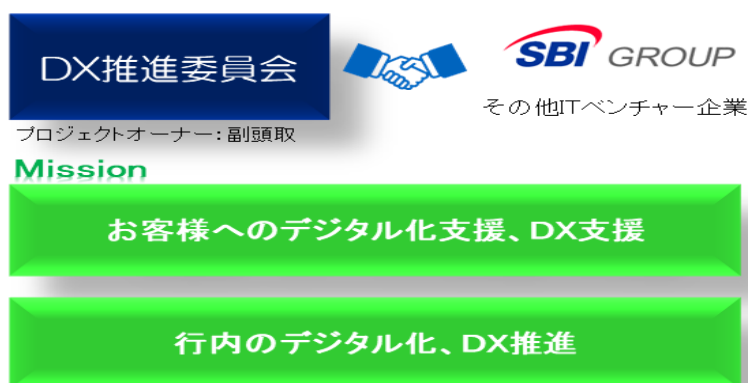 DX推進委員会
SBI GROUP
その他ITベンチャー企業
プロジェクトオーナー：副頭取
Mission
お客様へのデジタル化支援、DX支援
行内のデジタル化、DX推進